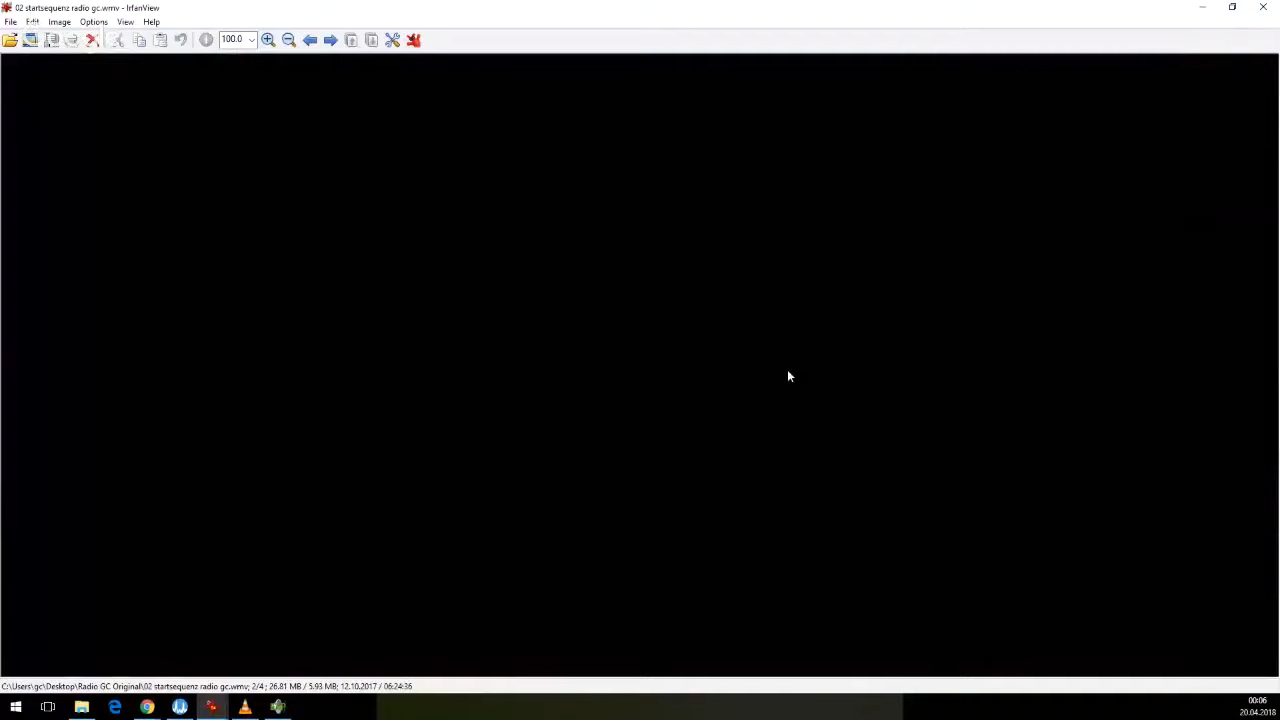 02 startsequenz radio gc.wmv - IrfanView
File Edit Image Options View Help
100.0
C:\Users\gc\Desktop\Radio GC Original\02 startsequenz radio gc.wmv; 2/4 ; 26.81 MB / 5.93 MB; 12.10.2017 / 06:24:36
00:06
20.04.2018